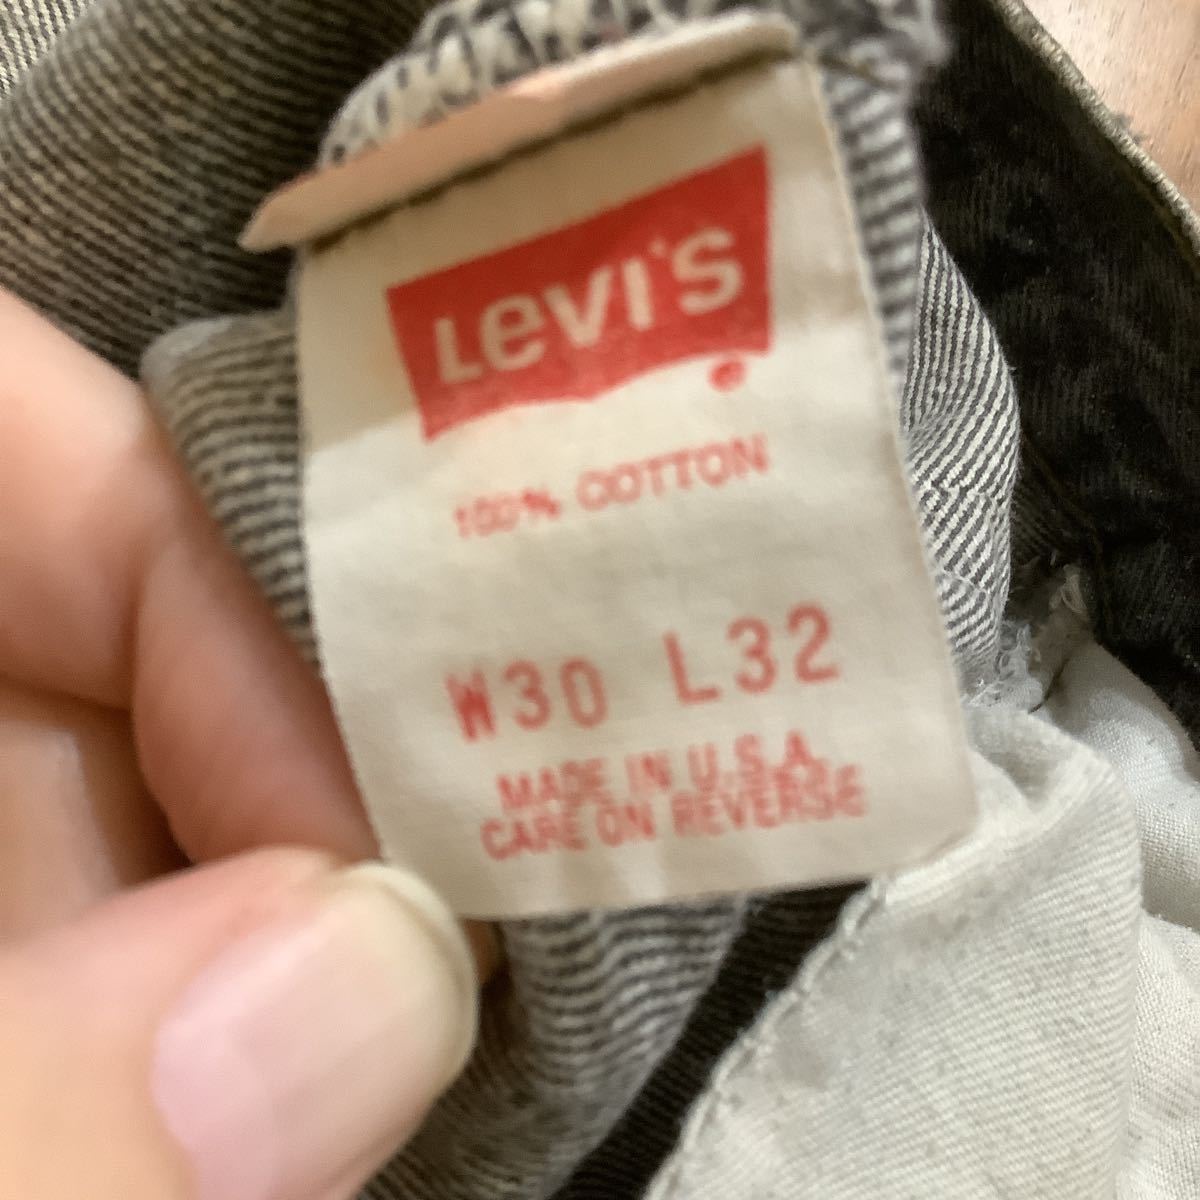 Levi's ®
100% COTTON
W30 L32
MADE IN U.S.A.
CARE ON REVERSE